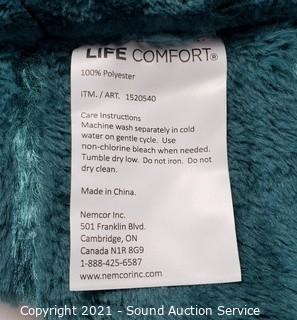 LIFE COMFORT®
100% Polyester
ITM. / ART. 1520540
Care Instructions
Machine wash separately in cold
water on gentle cycle. Use
non-chlorine bleach when needed.
Tumble dry low. Do not iron. Do not
dry clean.
Made in China.
Nemcor Inc.
501 Franklin Blvd.
Cambridge, ON
Canada N1R 8G9
1-888-425-6587
www.nemcorinc.com
Copyright 2021 - Sound Auction Service